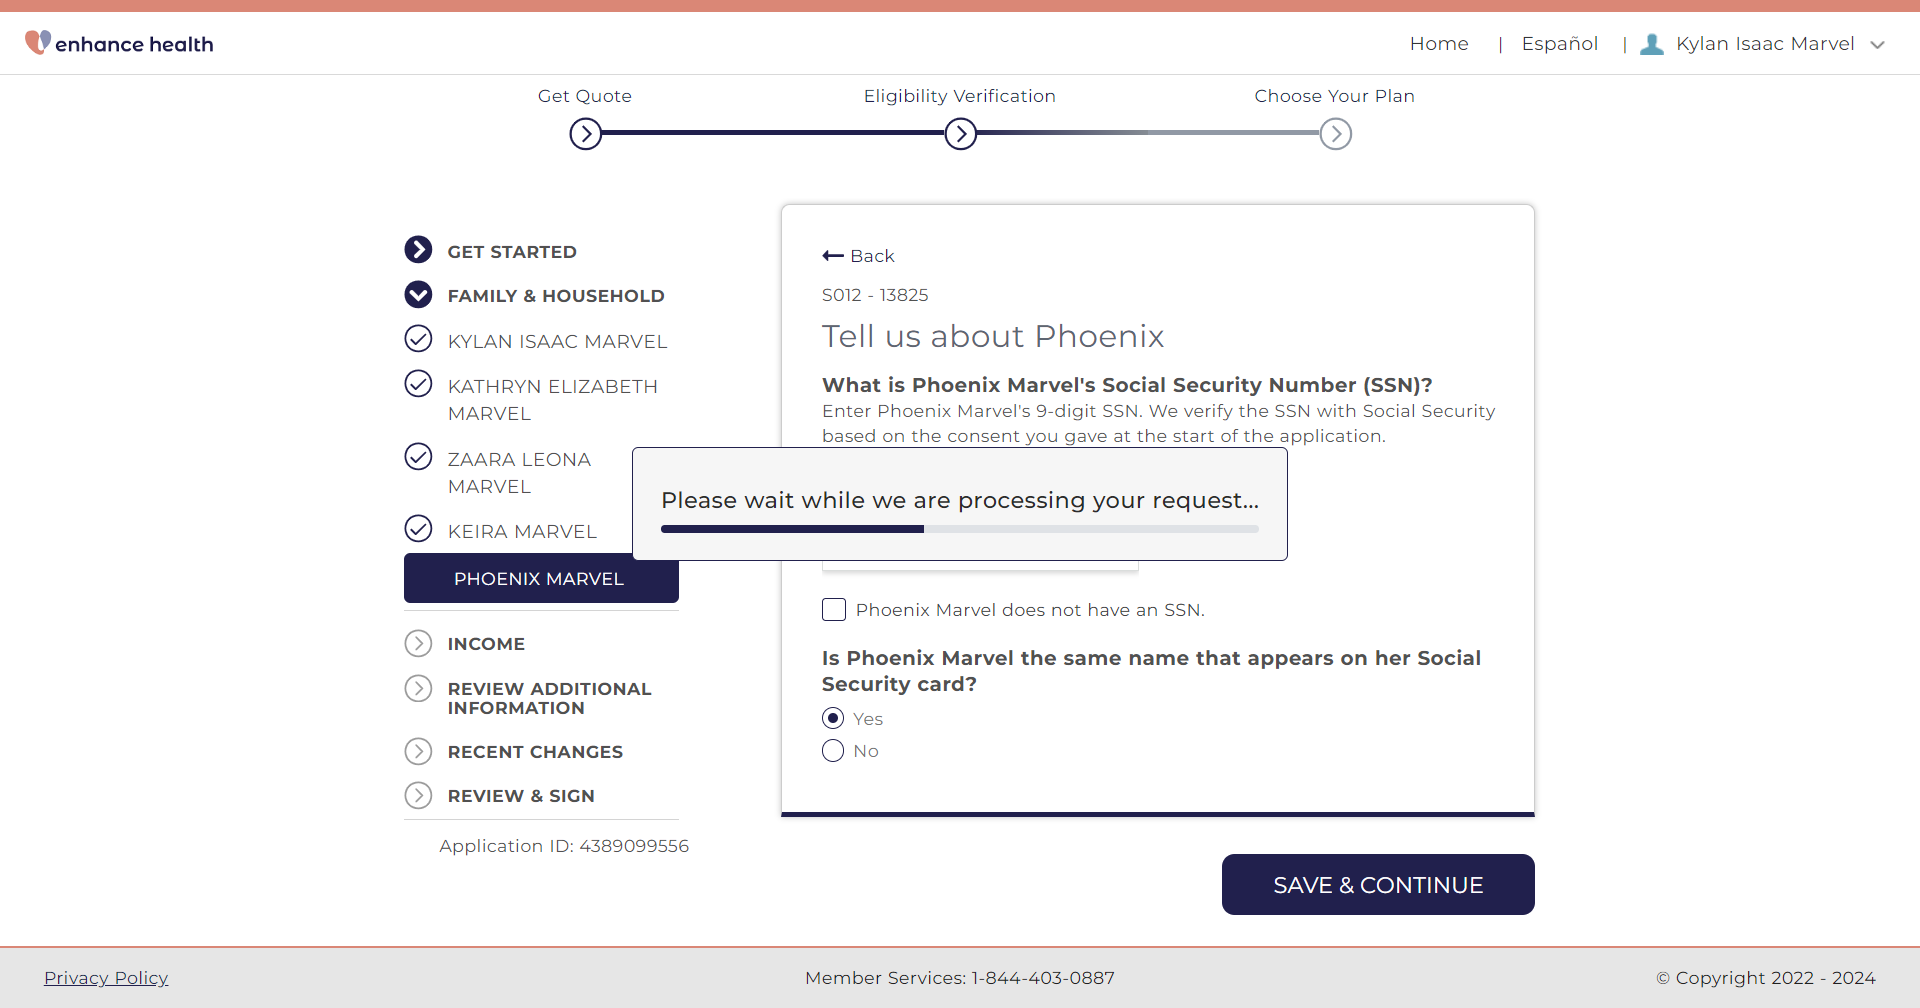 enhance health
Home | Español | Kylan Isaac Marvel
Get Quote
Eligibility Verification
Choose Your Plan
GET STARTED
FAMILY & HOUSEHOLD
KYLAN ISAAC MARVEL
KATHRYN ELIZABETH
MARVEL
ZAARA LEONA
MARVEL
KEIRA MARVEL
PHOENIX MARVEL
INCOME
REVIEW ADDITIONAL
INFORMATION
RECENT CHANGES
REVIEW & SIGN
Application ID: 4389099556
Back
S012 - 13825
Tell us about Phoenix
What is Phoenix Marvel's Social Security Number (SSN)?
Enter Phoenix Marvel's 9-digit SSN. We verify the SSN with Social Security
based on the consent you gave at the start of the application.
Please wait while we are processing your request...
Phoenix Marvel does not have an SSN.
Is Phoenix Marvel the same name that appears on her Social
Security card?
Yes
No
SAVE & CONTINUE
Privacy Policy
Member Services: 1-844-403-0887
© Copyright 2022 - 2024